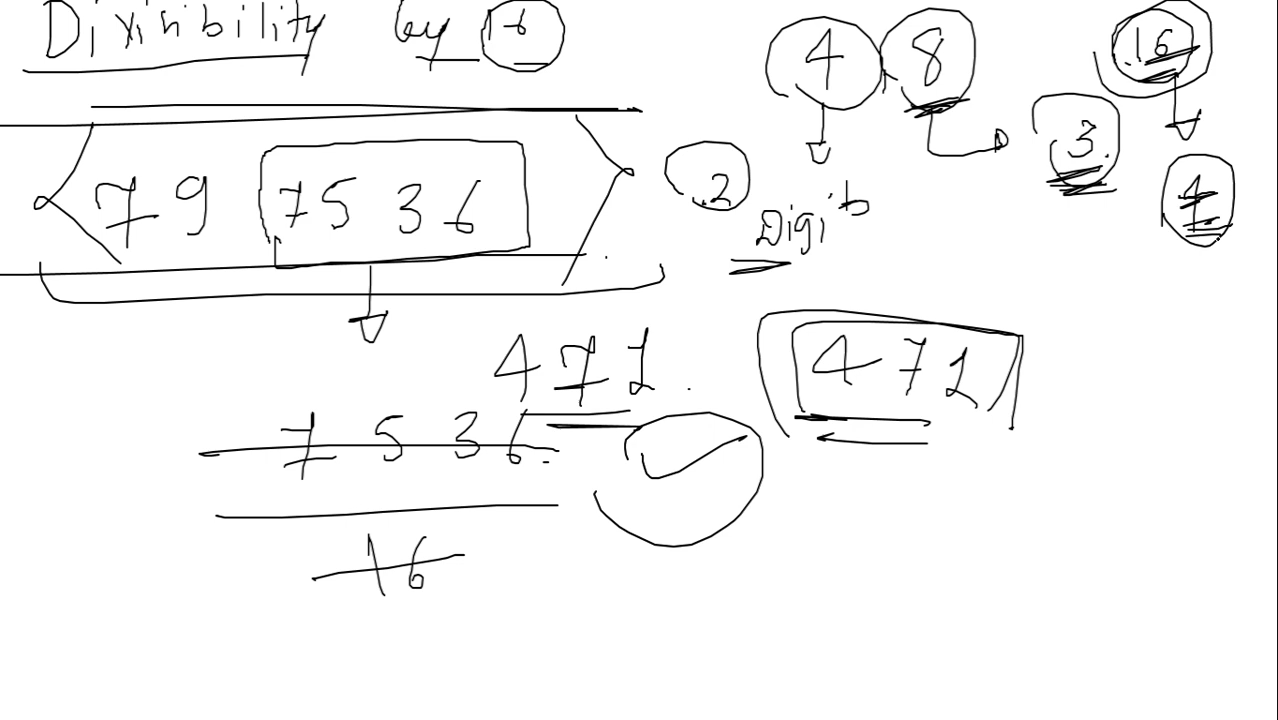 Divisibility by 16
4 8 16
3
79 7536 2 4
Digit
471 471
7536
16